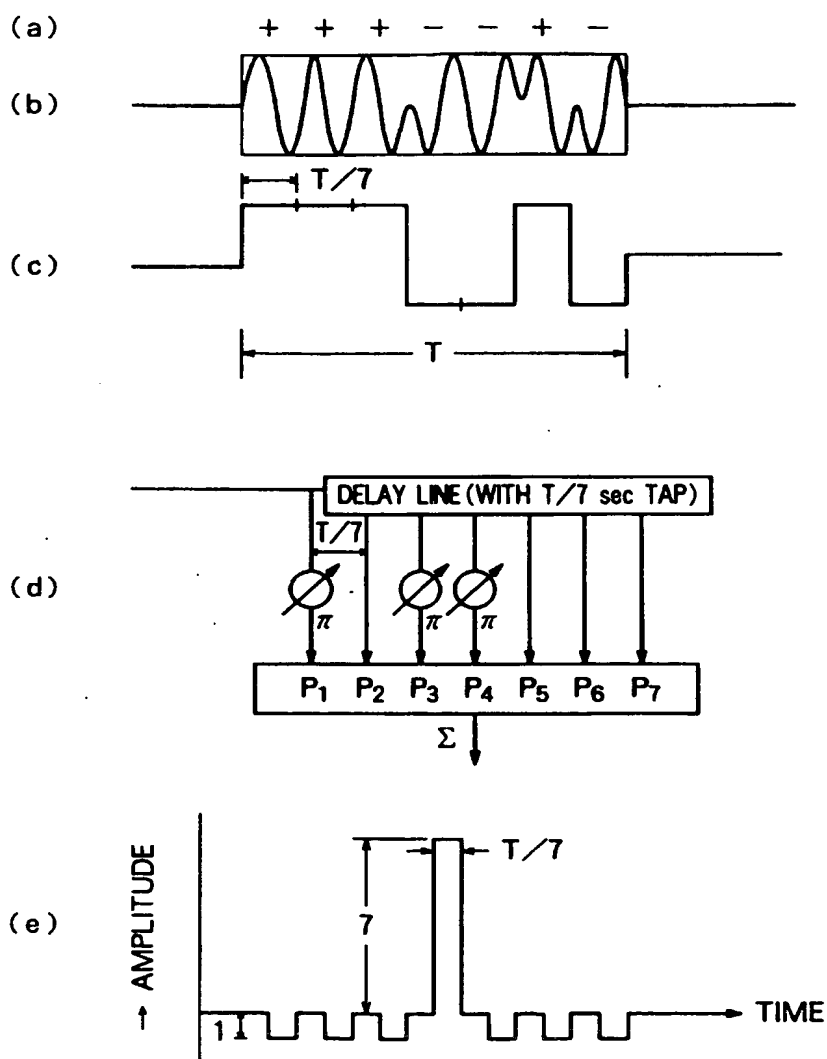 (a) + + + − − + −
(b)
T/7
(c)
T
DELAY LINE (WITH T/7 sec TAP)
T/7
(d)
π π π
P₁ P₂ P₃ P₄ P₅ P₆ P₇
Σ
→ AMPLITUDE
T/7
7
(e)
1
TIME